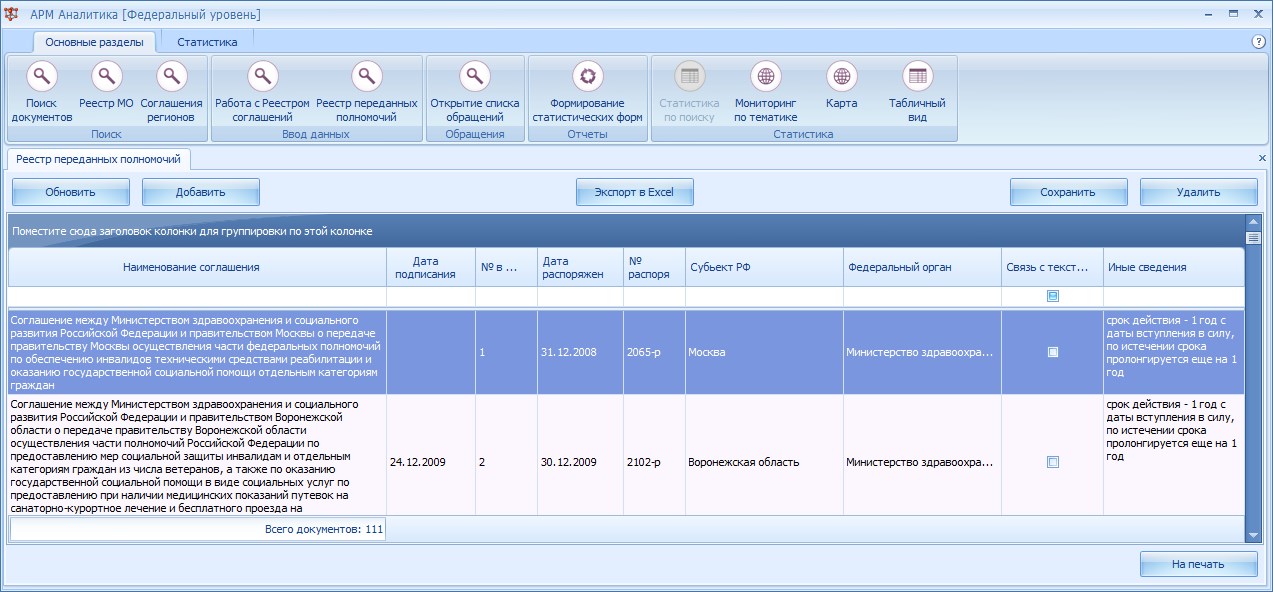 АРМ Аналитика [Федеральный уровень]
Основные разделы
Статистика
Поиск документов
Реестр МО
Соглашения регионов
Поиск
Работа с Реестром соглашений
Реестр переданных полномочий
Ввод данных
Открытие списка обращений
Обращения
Формирование статистических форм
Отчеты
Статистика по поиску
Мониторинг по тематике
Карта
Табличный вид
Статистика
Реестр переданных полномочий
Обновить
Добавить
Экспорт в Excel
Сохранить
Удалить
Поместите сюда заголовок колонки для группировки по этой колонке
Наименование соглашения
Дата подписания
№ в ...
Дата распоряжен
№ распоря
Субъект РФ
Федеральный орган
Связь с текст...
Иные сведения
Соглашение между Министерством здравоохранения и социального
развития Российской Федерации и правительством Москвы о передаче
правительству Москвы осуществления части федеральных полномочий
по обеспечению инвалидов техническими средствами реабилитации и
оказанию государственной социальной помощи отдельным категориям
граждан
1
31.12.2008
2065-р
Москва
Министерство здравоохра...
срок действия - 1 год с
даты вступления в силу,
по истечении срока
пролонгируется еще на 1
год
Соглашение между Министерством здравоохранения и социального
развития Российской Федерации и правительством Воронежской
области о передаче правительству Воронежской области
осуществления части полномочий Российской Федерации по
предоставлению мер социальной защиты инвалидам и отдельным
категориям граждан из числа ветеранов, а также по оказанию
государственной социальной помощи в виде социальных услуг по
предоставлению при наличии медицинских показаний путевок на
санаторно-курортное лечение и бесплатного проезда на
24.12.2009
2
30.12.2009
2102-р
Воронежская область
Министерство здравоохра...
срок действия - 1 год с
даты вступления в силу,
по истечении срока
пролонгируется еще на 1
год
Всего документов: 111
На печать